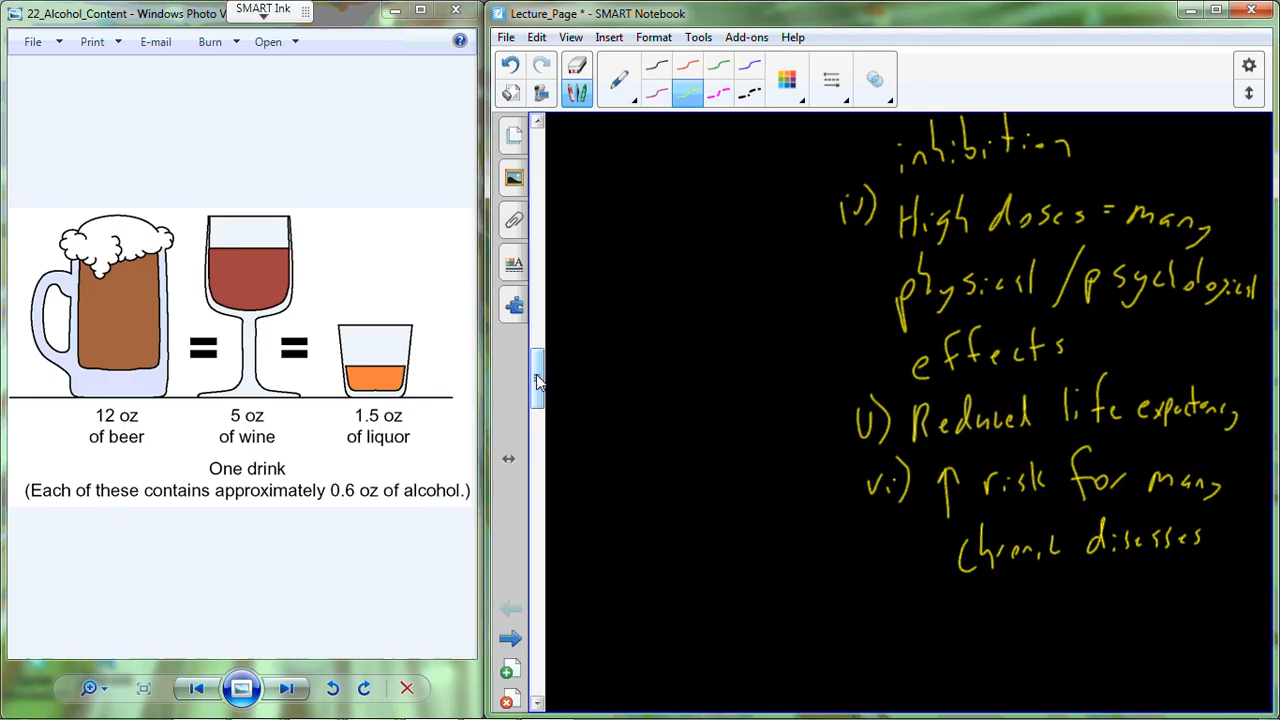 22_Alcohol_Content - Windows Photo V
SMART Ink
File Print E-mail Burn Open
12 oz
of beer
5 oz
of wine
1.5 oz
of liquor
=
=
One drink
(Each of these contains approximately 0.6 oz of alcohol.)
Lecture_Page * - SMART Notebook
File Edit View Insert Format Tools Add-ons Help
inhibition
iv) High doses = many
physical / psychological
effects
v) Reduced life expectancy
vi) ↑ risk for many
chronic diseases